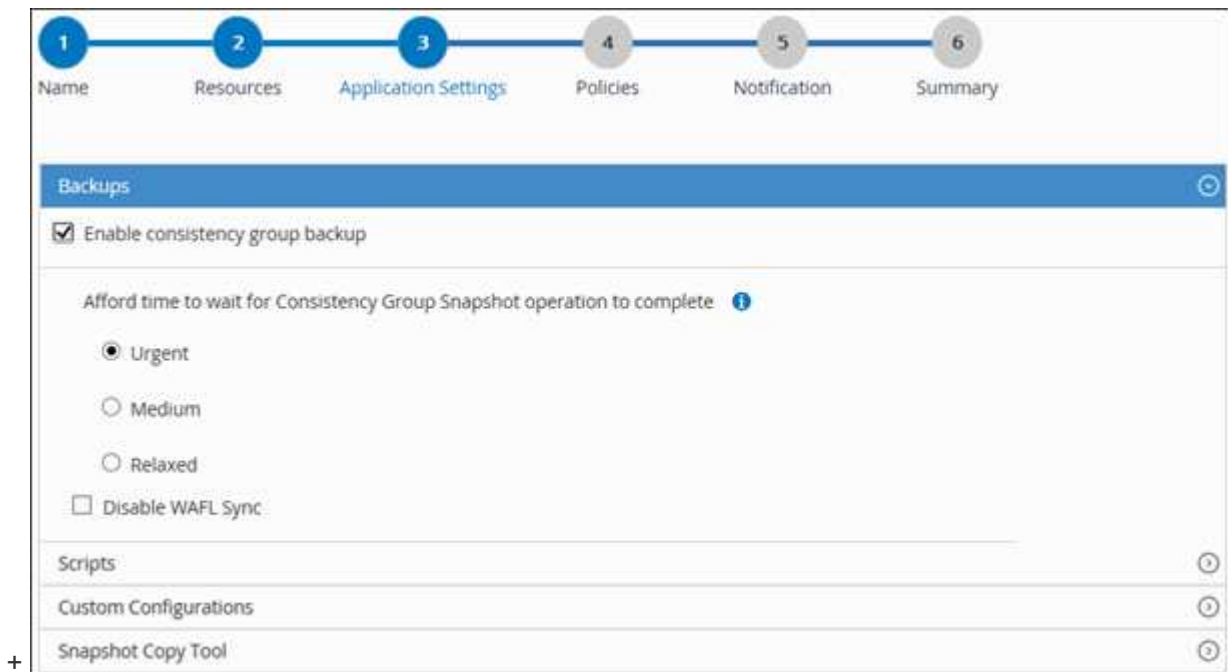 1 2 3 4 5 6
Name Resources Application Settings Policies Notification Summary
Backups
Enable consistency group backup
Afford time to wait for Consistency Group Snapshot operation to complete
Urgent
Medium
Relaxed
Disable WAFL Sync
Scripts
Custom Configurations
Snapshot Copy Tool
+